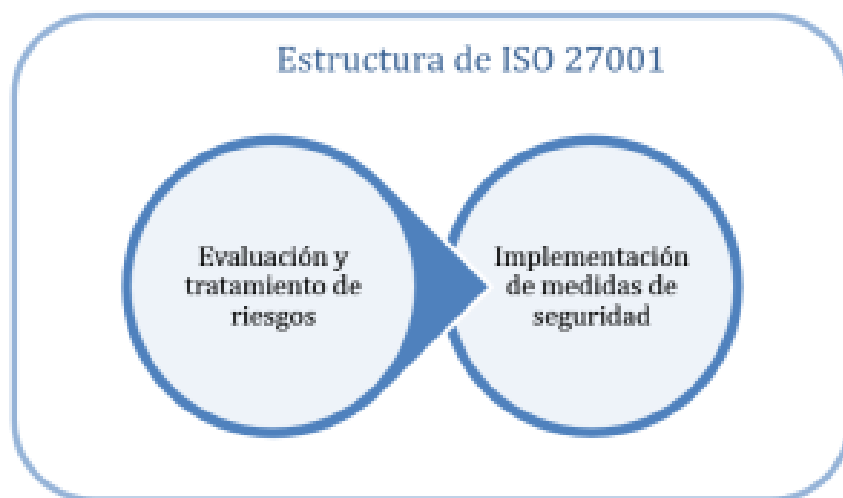 Estructura de ISO 27001
Evaluación y
tratamiento de
riesgos
Implementación
de medidas de
seguridad